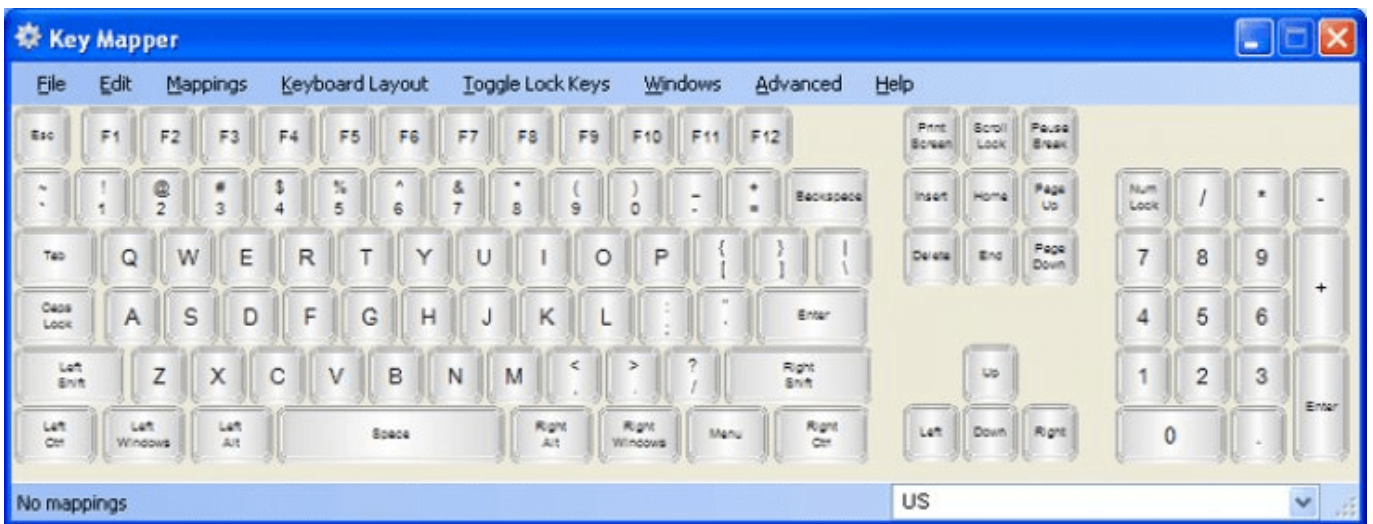 Key Mapper
File Edit Mappings Keyboard Layout Toggle Lock Keys Windows Advanced Help
Esc F1 F2 F3 F4 F5 F6 F7 F8 F9 F10 F11 F12 Print Screen Scroll Lock Pause Break
~ ` ! 1 @ 2 # 3 $ 4 % 5 ^ 6 & 7 * 8 ( 9 ) 0 _ - + = Backspace Insert Home Page Up Num Lock / * -
Tab Q W E R T Y U I O P { [ } ] | \ Delete End Page Down 7 8 9 +
Caps Lock A S D F G H J K L : ; " ' Enter 4 5 6
Left Shift Z X C V B N M < , > . ? / Right Shift Up 1 2 3 Enter
Left Ctrl Left Windows Left Alt Space Right Alt Right Windows Menu Right Ctrl Left Down Right 0 .
No mappings US